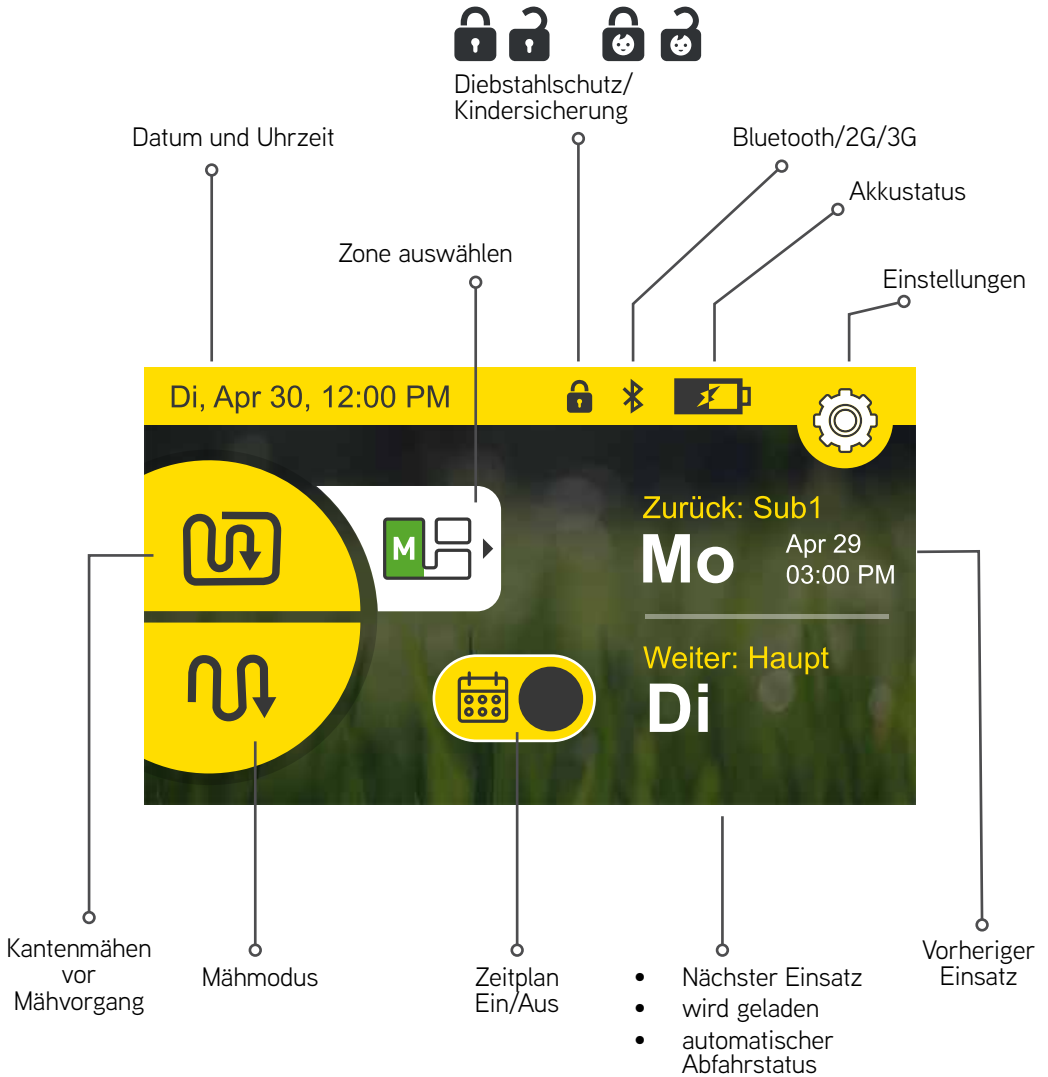 Diebstahlschutz/
Kindersicherung
Datum und Uhrzeit
Bluetooth/2G/3G
Akkustatus
Zone auswählen
Einstellungen
Di, Apr 30, 12:00 PM
Zurück: Sub1
Mo
Apr 29
03:00 PM
M
Weiter: Haupt
Di
Kantenmähen
vor
Mähvorgang
Mähmodus
Zeitplan
Ein/Aus
• Nächster Einsatz
• wird geladen
• automatischer
Abfahrstatus
Vorheriger
Einsatz